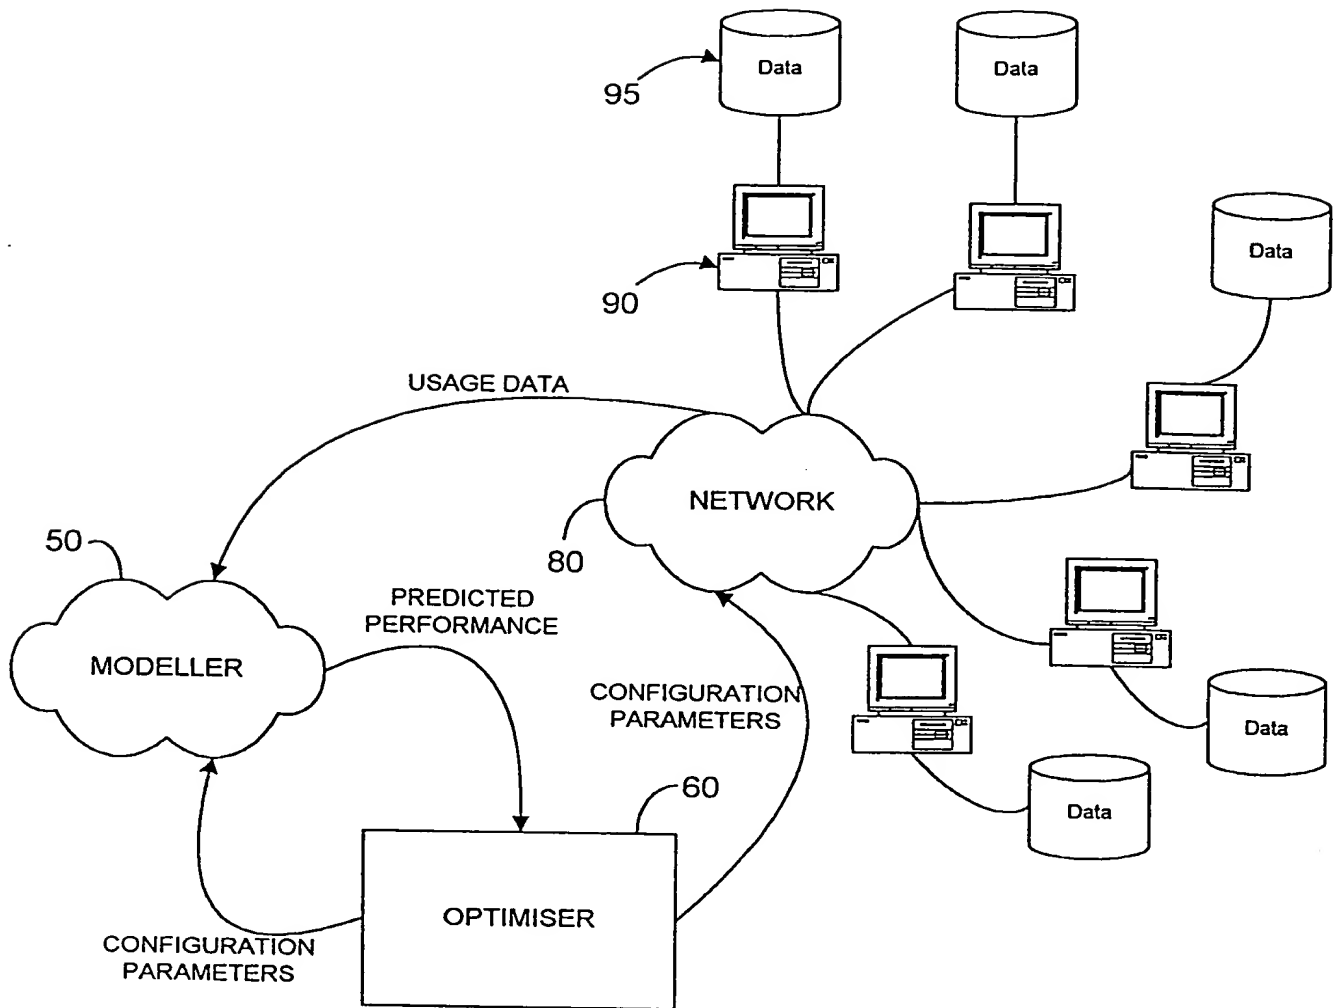 Data
Data
95
Data
90
USAGE DATA
NETWORK
50
80
PREDICTED
PERFORMANCE
MODELLER
CONFIGURATION
PARAMETERS
Data
60
Data
OPTIMISER
CONFIGURATION
PARAMETERS